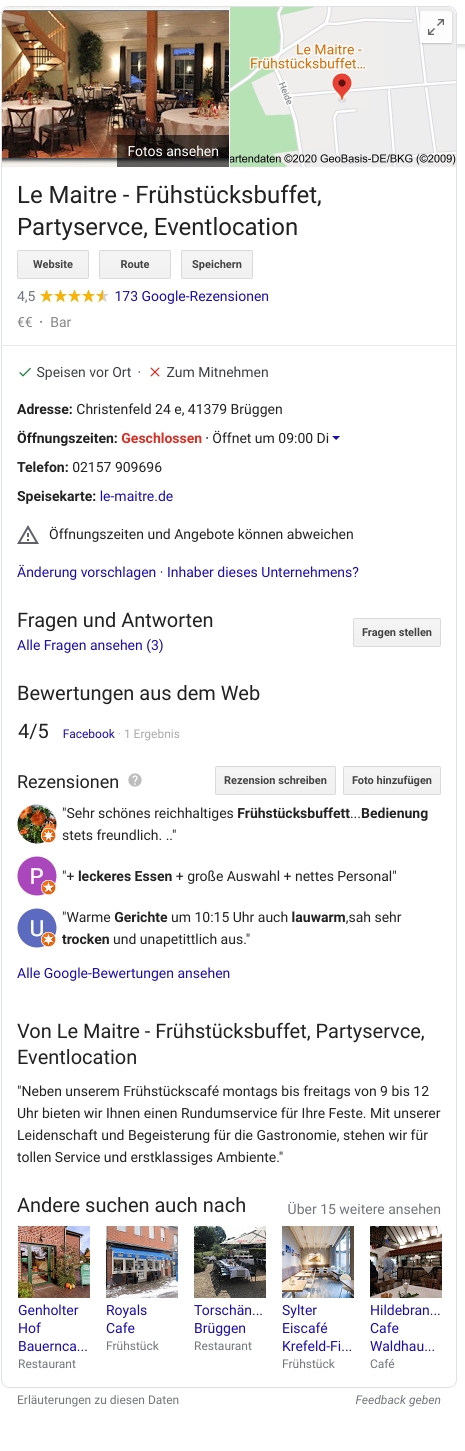 Le Maitre -
Frühstücksbuffet...
Heide
Fotos ansehen
artendaten ©2020 GeoBasis-DE/BKG (©2009)
Le Maitre - Frühstücksbuffet,
Partyservce, Eventlocation
Website Route Speichern
4,5 173 Google-Rezensionen
€€ · Bar
Speisen vor Ort · Zum Mitnehmen
Adresse: Christenfeld 24 e, 41379 Brüggen
Öffnungszeiten: Geschlossen · Öffnet um 09:00 Di
Telefon: 02157 909696
Speisekarte: le-maitre.de
Öffnungszeiten und Angebote können abweichen
Änderung vorschlagen · Inhaber dieses Unternehmens?
Fragen und Antworten
Alle Fragen ansehen (3)
Fragen stellen
Bewertungen aus dem Web
4/5 Facebook · 1 Ergebnis
Rezensionen ? Rezension schreiben Foto hinzufügen
"Sehr schönes reichhaltiges Frühstücksbuffett...Bedienung
stets freundlich. .."
P "+ leckeres Essen + große Auswahl + nettes Personal"
U "Warme Gerichte um 10:15 Uhr auch lauwarm,sah sehr
trocken und unapetittlich aus."
Alle Google-Bewertungen ansehen
Von Le Maitre - Frühstücksbuffet, Partyservce,
Eventlocation
"Neben unserem Frühstückscafé montags bis freitags von 9 bis 12
Uhr bieten wir Ihnen einen Rundumservice für Ihre Feste. Mit unserer
Leidenschaft und Begeisterung für die Gastronomie, stehen wir für
tollen Service und erstklassiges Ambiente."
Andere suchen auch nach Über 15 weitere ansehen
Genholter
Hof
Bauernca...
Restaurant
Royals
Cafe
Frühstück
Torschän...
Brüggen
Restaurant
Sylter
Eiscafé
Krefeld-Fi...
Frühstück
Hildebran...
Cafe
Waldhau...
Café
Erläuterungen zu diesen Daten Feedback geben